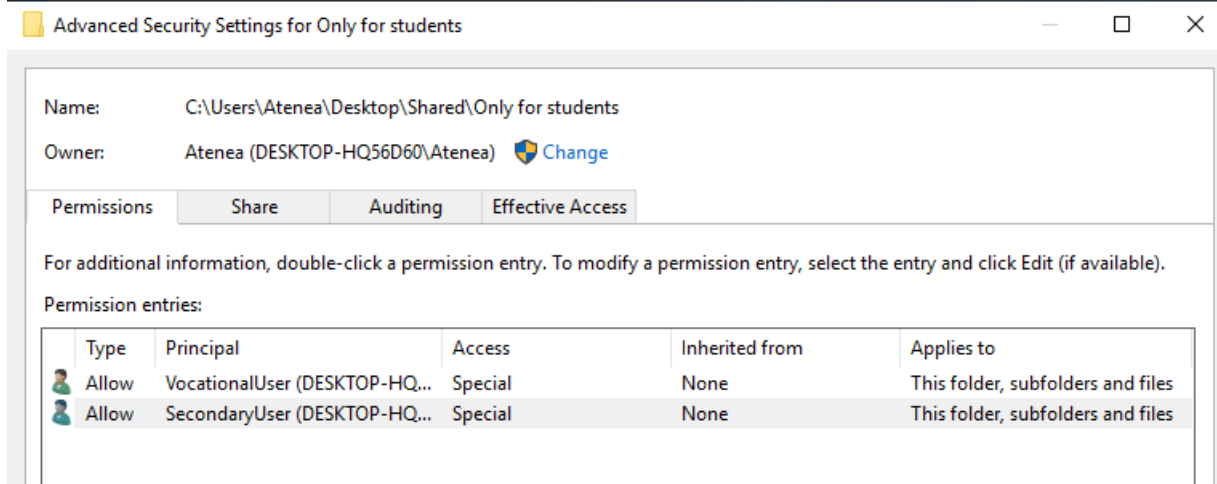 Advanced Security Settings for Only for students
Name: C:\Users\Atenea\Desktop\Shared\Only for students
Owner: Atenea (DESKTOP-HQ56D60\Atenea) Change
Permissions Share Auditing Effective Access
For additional information, double-click a permission entry. To modify a permission entry, select the entry and click Edit (if available).
Permission entries:
Type Principal Access Inherited from Applies to
Allow VocationalUser (DESKTOP-HQ... Special None This folder, subfolders and files
Allow SecondaryUser (DESKTOP-HQ... Special None This folder, subfolders and files